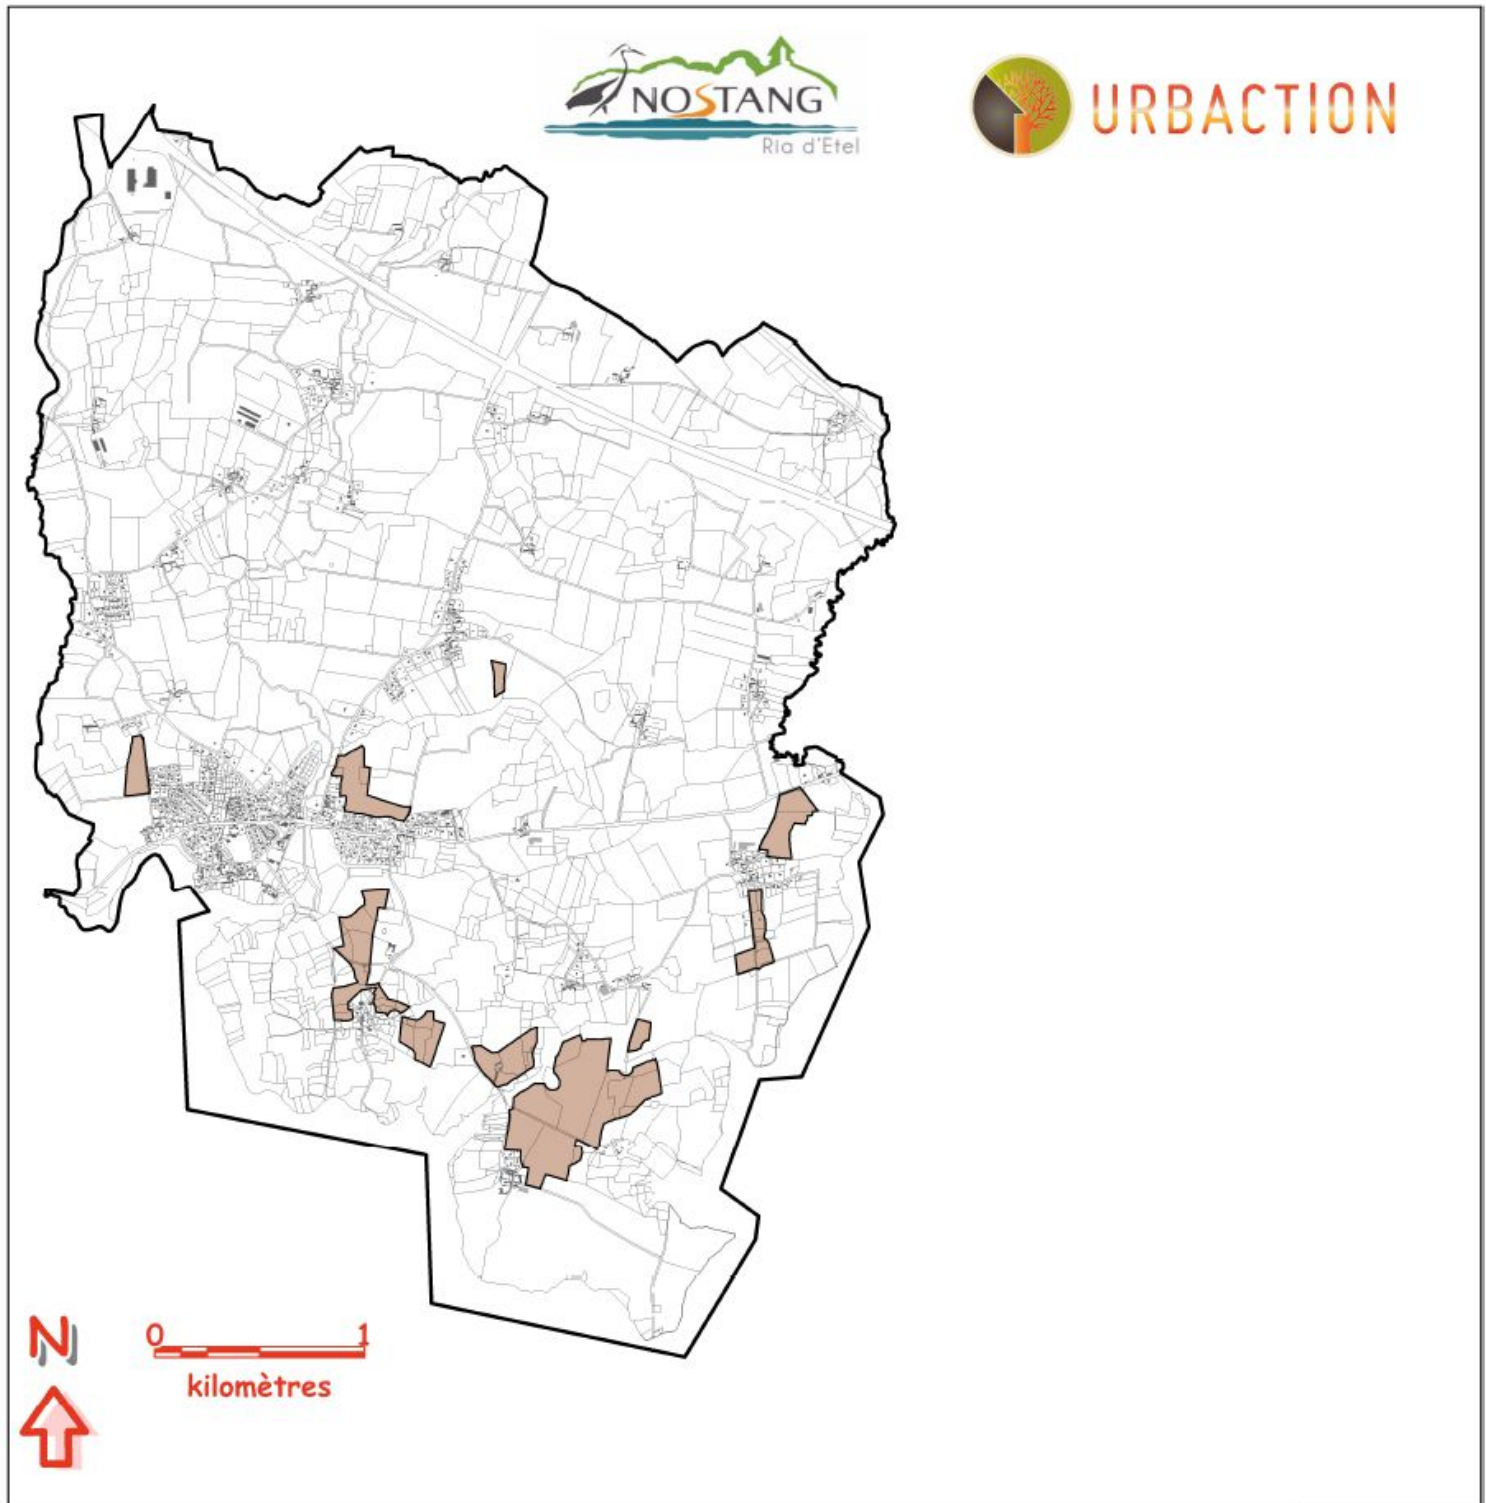 NOSTANG
Ria d'Etel
URBACTION
N
0 1
kilomètres